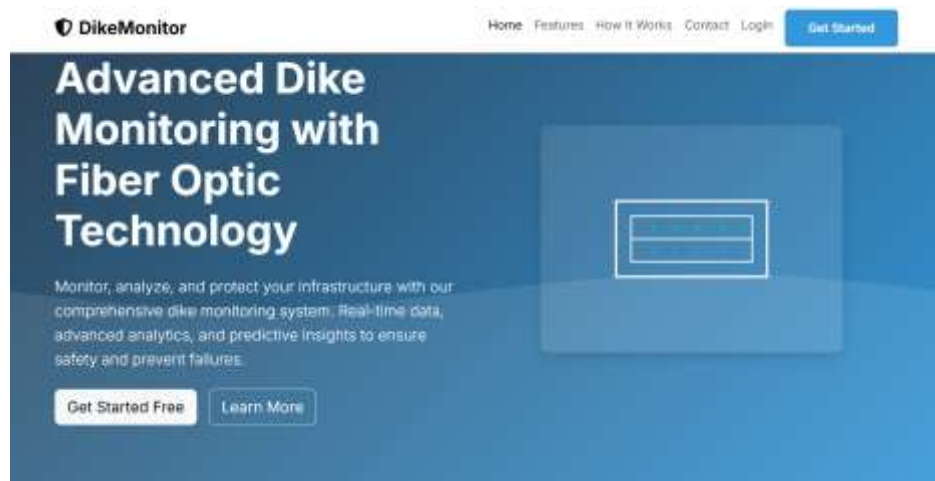 DikeMonitor
Home Features How It Works Contact Login Get Started
Advanced Dike
Monitoring with
Fiber Optic
Technology
Monitor, analyze, and protect your infrastructure with our
comprehensive dike monitoring system. Real-time data,
advanced analytics, and predictive insights to ensure
safety and prevent failures.
Get Started Free Learn More